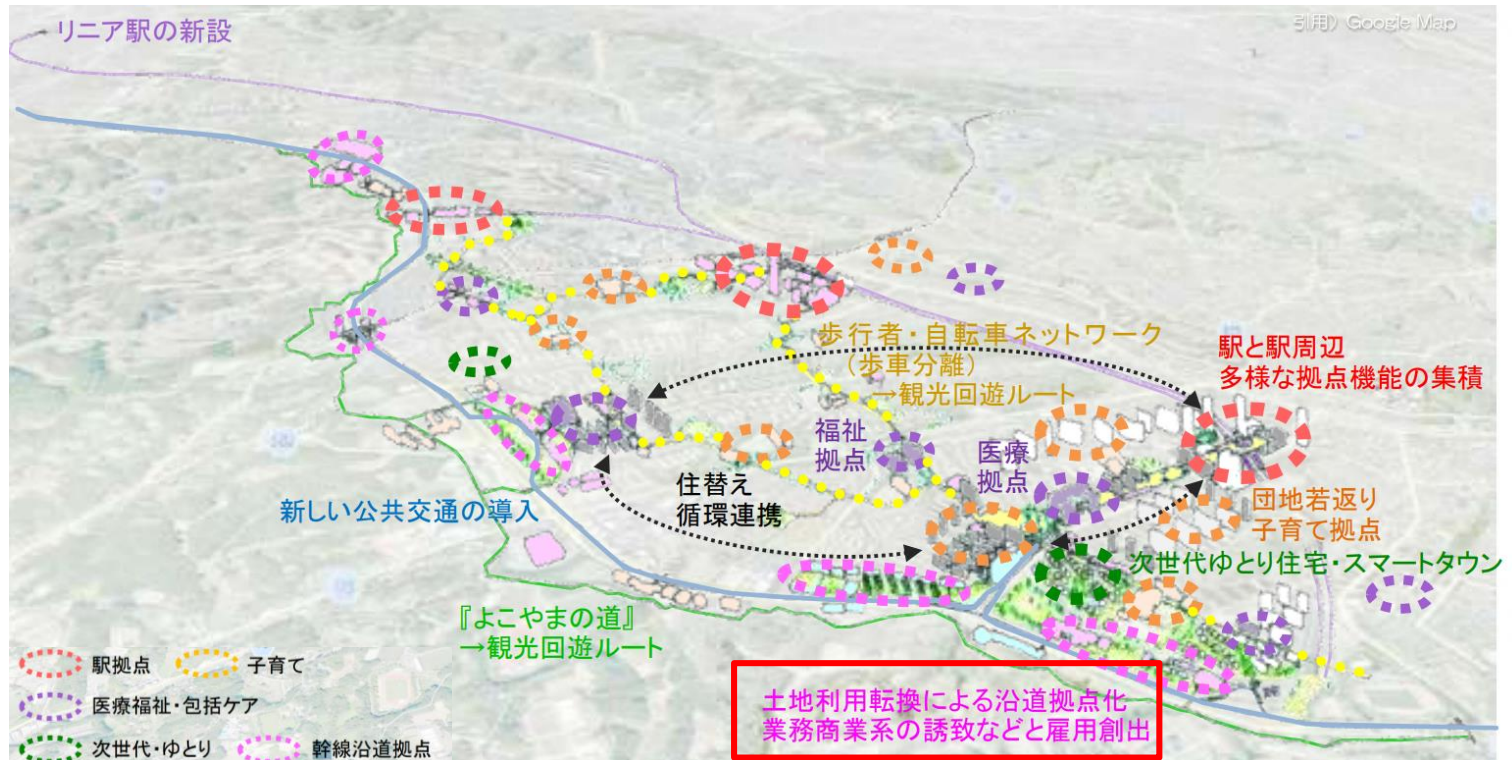 リニア駅の新設
引用）Google Map
歩行者・自転車ネットワーク
（歩車分離）
→観光回遊ルート
駅と駅周辺
多様な拠点機能の集積
福祉
拠点
医療
拠点
住替え
循環連携
新しい公共交通の導入
団地若返り
子育て拠点
次世代ゆとり住宅・スマートタウン
『よこやまの道』
→観光回遊ルート
土地利用転換による沿道拠点化
業務商業系の誘致などと雇用創出
駅拠点
子育て
医療福祉・包括ケア
次世代・ゆとり
幹線沿道拠点